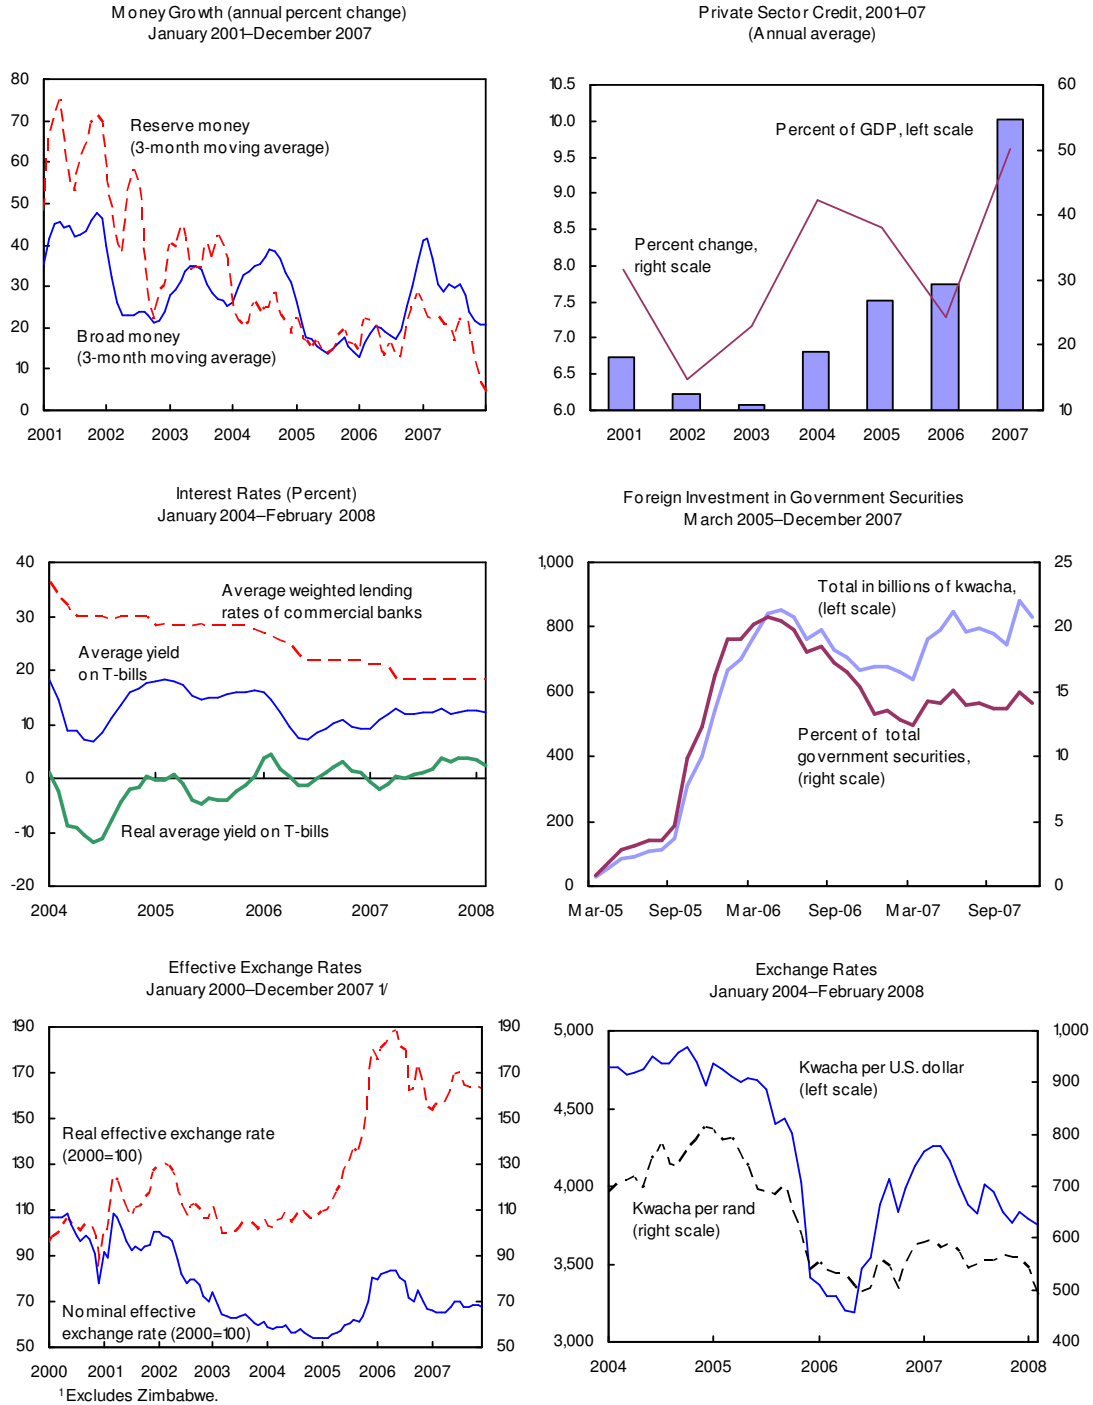 Money Growth (annual percent change)
January 2001–December 2007
80
70
60
50
40
30
20
10
0
Reserve money
(3-month moving average)
Broad money
(3-month moving average)
2001 2002 2003 2004 2005 2006 2007
Private Sector Credit, 2001–07
(Annual average)
10.5
10.0
9.5
9.0
8.5
8.0
7.5
7.0
6.5
6.0
60
50
40
30
20
10
Percent of GDP, left scale
Percent change,
right scale
2001 2002 2003 2004 2005 2006 2007
Interest Rates (Percent)
January 2004–February 2008
40
30
20
10
0
-10
-20
Average weighted lending
rates of commercial banks
Average yield
on T-bills
Real average yield on T-bills
2004 2005 2006 2007 2008
Foreign Investment in Government Securities
March 2005–December 2007
1,000
800
600
400
200
0
25
20
15
10
5
0
Total in billions of kwacha,
(left scale)
Percent of total
government securities,
(right scale)
Mar-05 Sep-05 Mar-06 Sep-06 Mar-07 Sep-07
Effective Exchange Rates
January 2000–December 2007 1/
190
170
150
130
110
90
70
50
190
170
150
130
110
90
70
50
Real effective exchange rate
(2000=100)
Nominal effective
exchange rate (2000=100)
2000 2001 2002 2003 2004 2005 2006 2007
1 Excludes Zimbabwe.
Exchange Rates
January 2004–February 2008
5,000
4,500
4,000
3,500
3,000
1,000
900
800
700
600
500
400
Kwacha per U.S. dollar
(left scale)
Kwacha per rand
(right scale)
2004 2005 2006 2007 2008